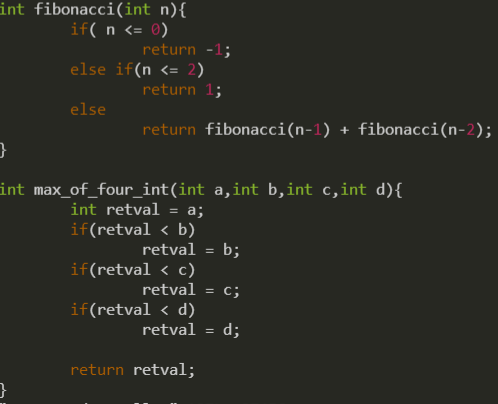 int fibonacci(int n){
        if( n <= 0)
                return -1;
        else if(n <= 2)
                return 1;
        else
                return fibonacci(n-1) + fibonacci(n-2);
}

int max_of_four_int(int a,int b,int c,int d){
        int retval = a;
        if(retval < b)
                retval = b;
        if(retval < c)
                retval = c;
        if(retval < d)
                retval = d;

        return retval;
}